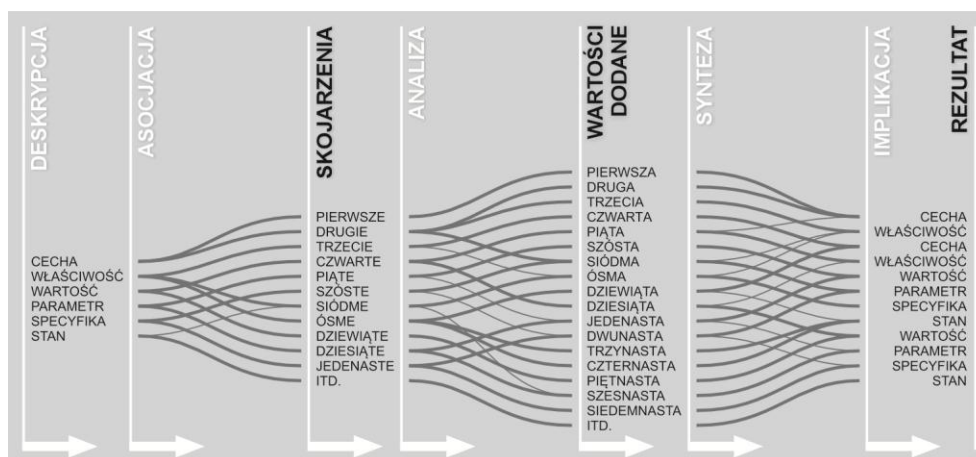 DESKRYPCJA
ASOCJACJA
SKOJARZENIA
ANALIZA
WARTOŚCI
DODANE
SYNTEZA
IMPLIKACJA
REZULTAT
CECHA
WŁAŚCIWOŚĆ
WARTOŚĆ
PARAMETR
SPECYFIKA
STAN
PIERWSZE
DRUGIE
TRZECIE
CZWARTE
PIĄTE
SZÒSTE
SIÓDME
ÓSME
DZIEWIĄTE
DZIESIĄTE
JEDENASTE
ITD.
PIERWSZA
DRUGA
TRZECIA
CZWARTA
PIĄTA
SZÒSTA
SIÓDMA
ÓSMA
DZIEWIĄTA
DZIESIĄTA
JEDENASTA
DWUNASTA
TRZYNASTA
CZTERNASTA
PIĘTNASTA
SZESNASTA
SIEDEMNASTA
ITD.
CECHA
WŁAŚCIWOŚĆ
CECHA
WŁAŚCIWOŚĆ
WARTOŚĆ
PARAMETR
SPECYFIKA
STAN
WARTOŚĆ
PARAMETR
SPECYFIKA
STAN